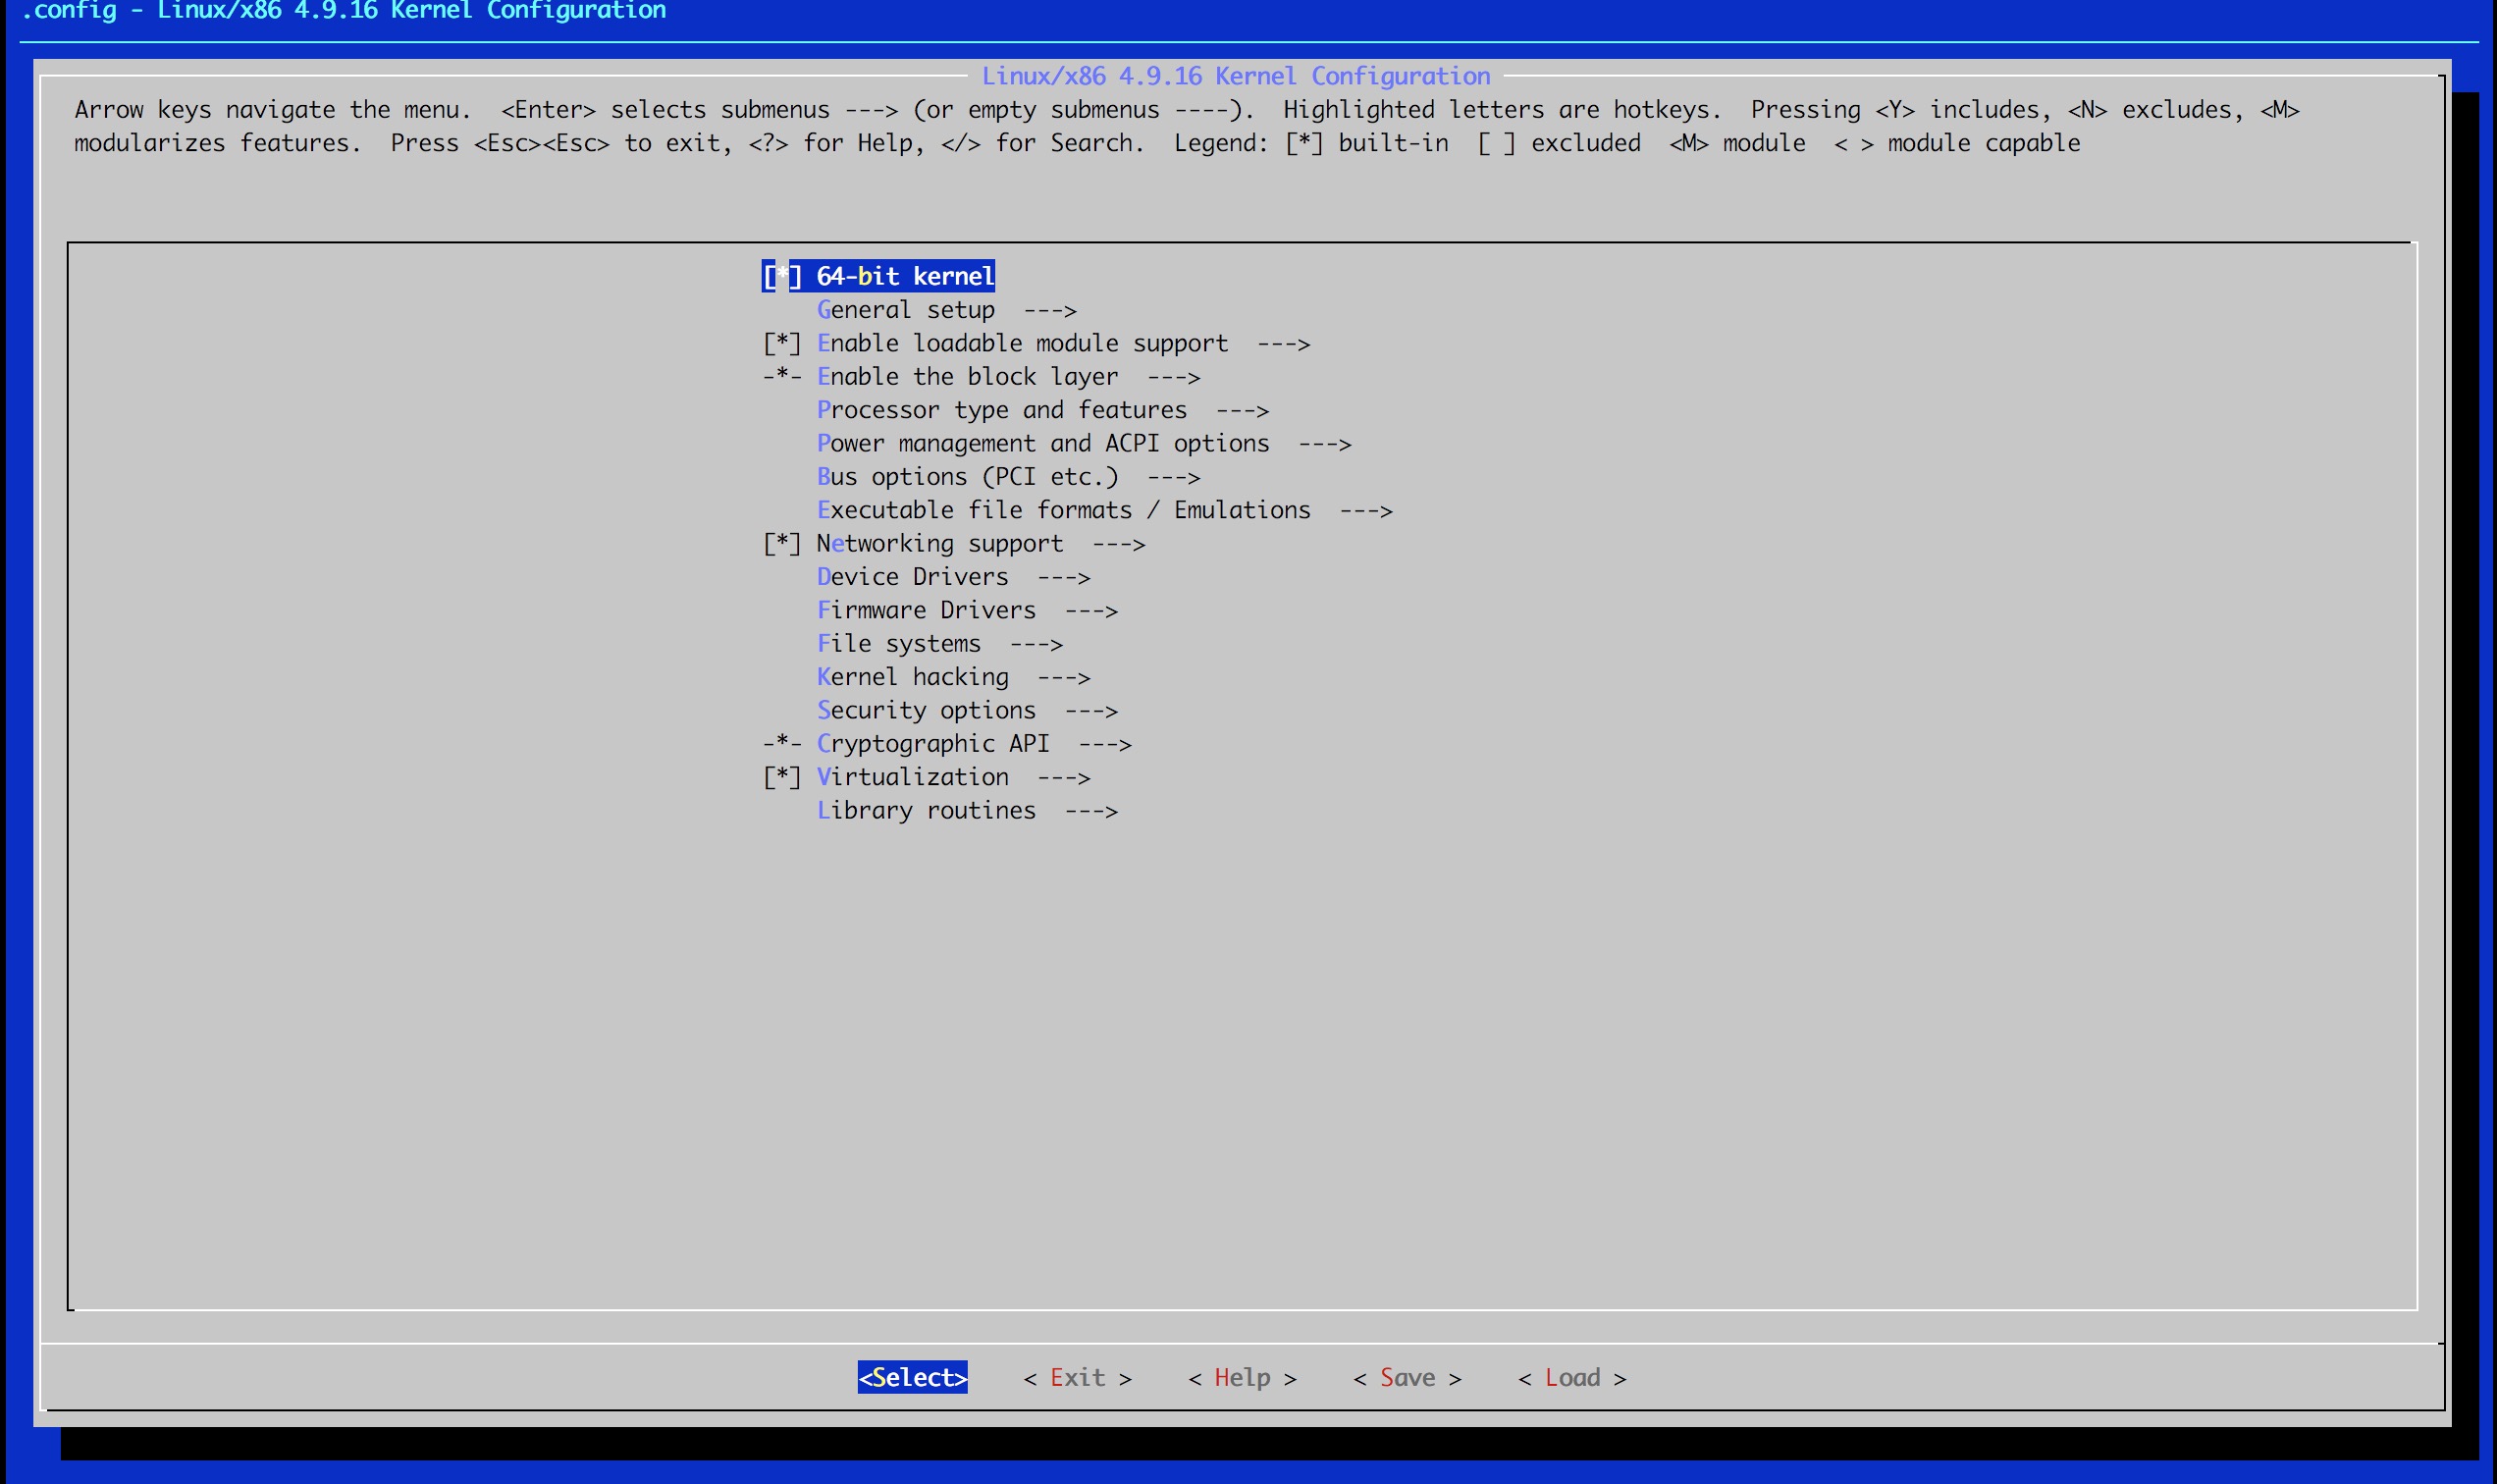 .config - Linux/x86 4.9.16 Kernel Configuration
Linux/x86 4.9.16 Kernel Configuration
Arrow keys navigate the menu.  <Enter> selects submenus ---> (or empty submenus ----).  Highlighted letters are hotkeys.  Pressing <Y> includes, <N> excludes, <M>
modularizes features.  Press <Esc><Esc> to exit, <?> for Help, </> for Search.  Legend: [*] built-in  [ ] excluded  <M> module  < > module capable
[*] 64-bit kernel
General setup  --->
[*] Enable loadable module support  --->
-*- Enable the block layer  --->
Processor type and features  --->
Power management and ACPI options  --->
Bus options (PCI etc.)  --->
Executable file formats / Emulations  --->
[*] Networking support  --->
Device Drivers  --->
Firmware Drivers  --->
File systems  --->
Kernel hacking  --->
Security options  --->
-*- Cryptographic API  --->
[*] Virtualization  --->
Library routines  --->
<Select>    < Exit >    < Help >    < Save >    < Load >